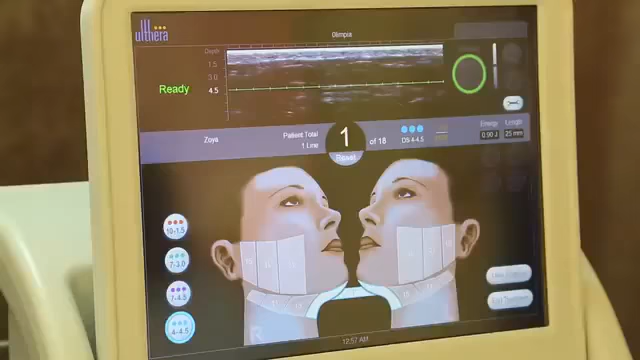 ulthera
Olimpia
Depth
1.5
3.0
4.5
Ready
Zoya
Patient Total
1 Line
1
of 18
Reset
DS 4-4.5
Energy
0.90 J
Length
25 mm
10-1.5
7-3.0
7-4.5
4-4.5
R
12:57 AM